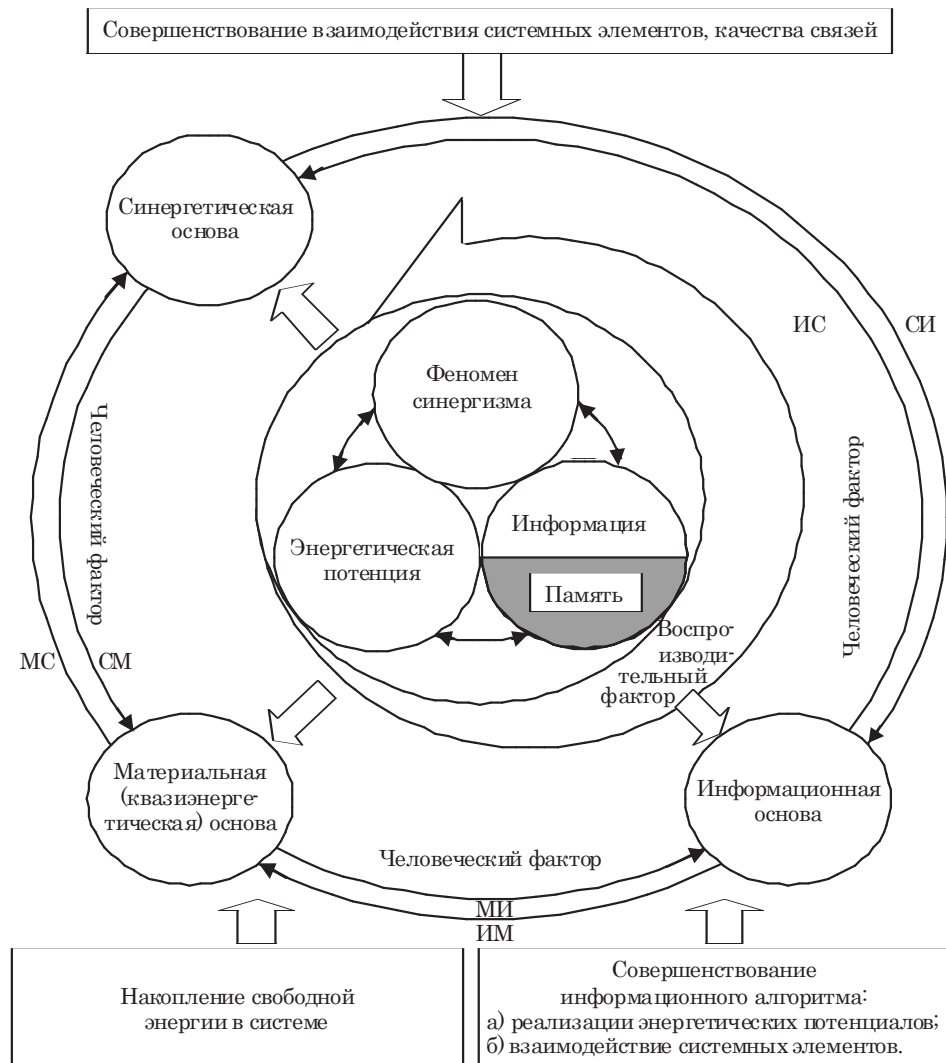 Совершенствование взаимодействия системных элементов, качества связей
Синергетическая
основа
ИС
СИ
Феномен
синергизма
Человеческий фактор
Человеческий фактор
Энергетическая
потенция
Информация
Память
Воспро-
изводи-
тельный
фактор
МС
СМ
Материальная
(квазиэнерге-
тическая) основа
Информационная
основа
Человеческий фактор
МИ
ИМ
Накопление свободной
энергии в системе
Совершенствование
информационного алгоритма:
а) реализации энергетических потенциалов;
б) взаимодействие системных элементов.